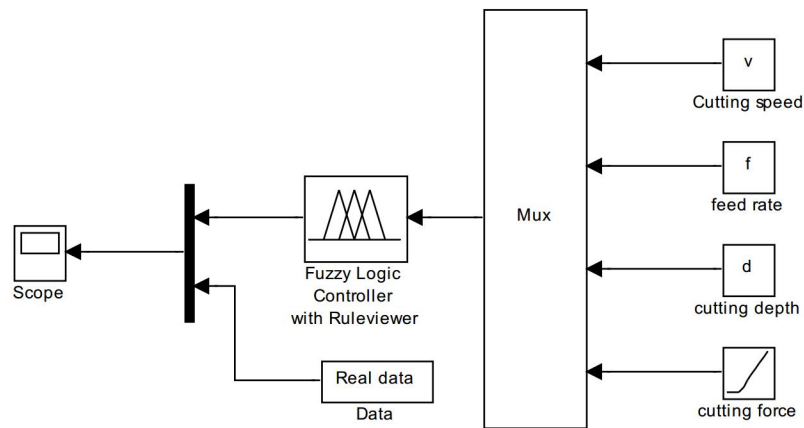 v
Cutting speed
f
feed rate
Mux
d
cutting depth
cutting force
Fuzzy Logic
Controller
with Ruleviewer
Scope
Real data
Data